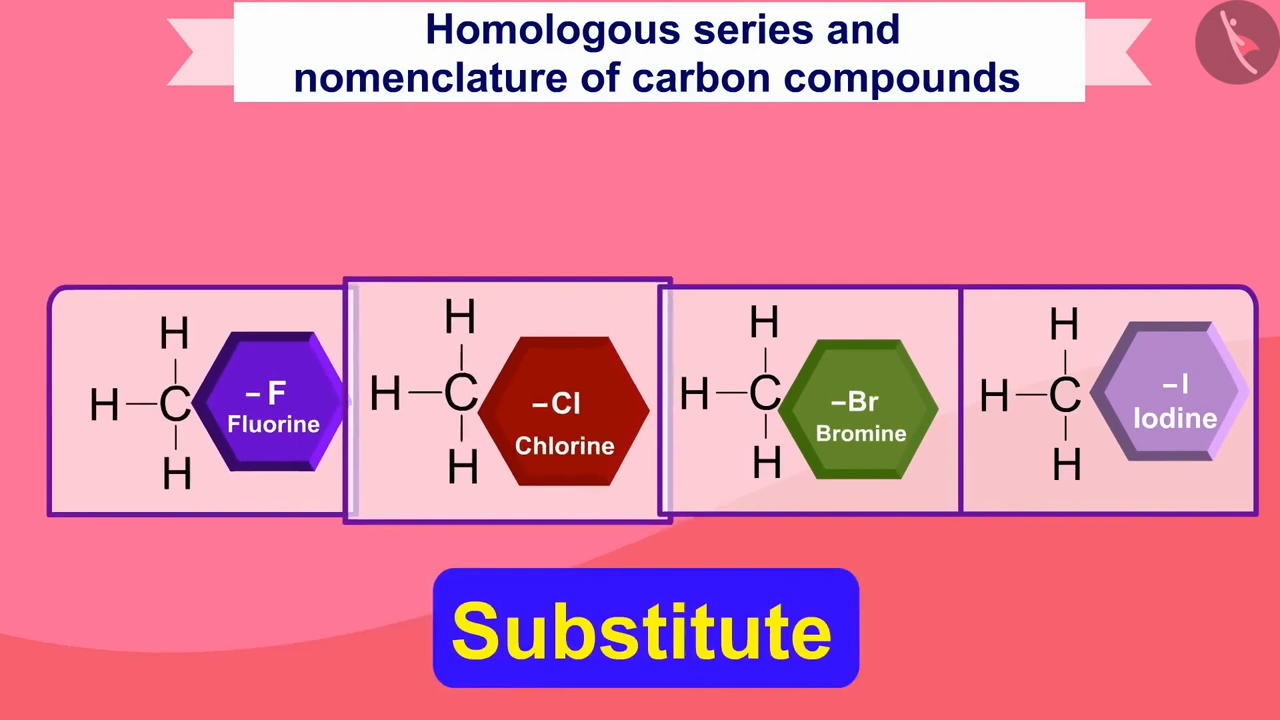 Homologous series and
nomenclature of carbon compounds
H
H—C
H
–F
Fluorine
H
H—C
H
–Cl
Chlorine
H
H—C
H
–Br
Bromine
H
H—C
H
–I
Iodine
Substitute